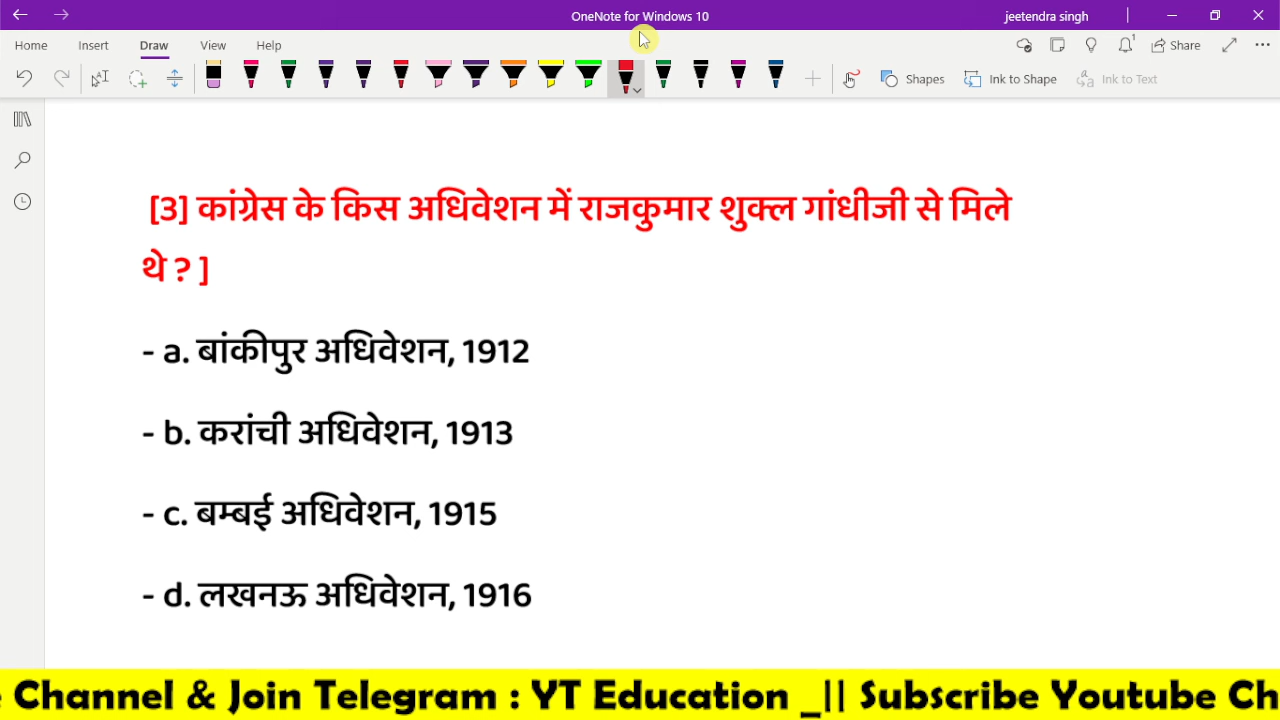 OneNote for Windows 10
jeetendra singh
Home Insert Draw View Help
1
Share
Shapes Ink to Shape Ink to Text
[3] कांग्रेस के किस अधिवेशन में राजकुमार शुक्ल गांधीजी से मिले
थे ? ]
- a. बांकीपुर अधिवेशन, 1912
- b. करांची अधिवेशन, 1913
- c. बम्बई अधिवेशन, 1915
- d. लखनऊ अधिवेशन, 1916
Channel & Join Telegram : YT Education _|| Subscribe Youtube Ch